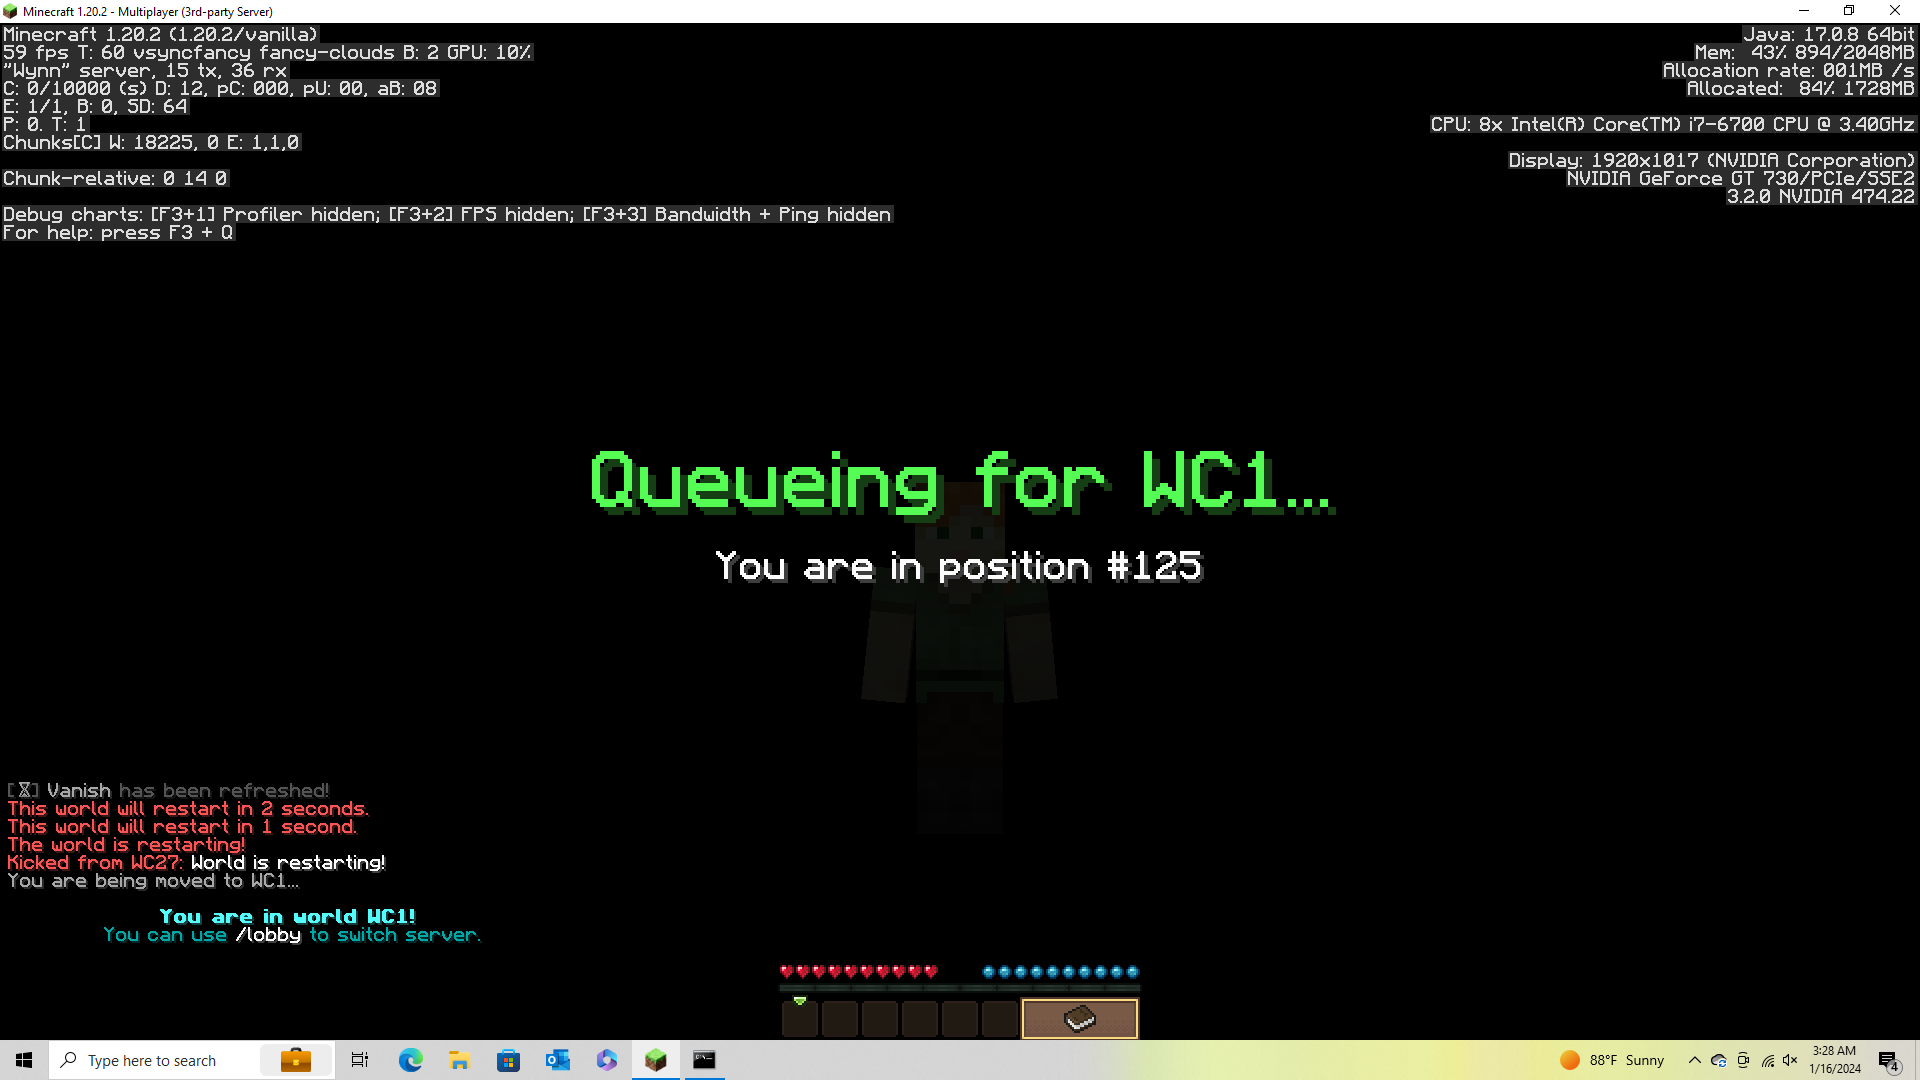 Minecraft 1.20.2 - Multiplayer (3rd-party Server)
Minecraft 1.20.2 (1.20.2/vanilla)
59 fps T: 60 vsyncfancy fancy-clouds B: 2 GPU: 10%
"Wynn" server, 15 tx, 36 rx
C: 0/10000 (s) D: 12, pC: 000, pU: 00, aB: 08
E: 1/1, B: 0, SD: 64
P: 0. T: 1
Chunks[C] W: 18225, 0 E: 1,1,0
Chunk-relative: 0 14 0
Debug charts: [F3+1] Profiler hidden; [F3+2] FPS hidden; [F3+3] Bandwidth + Ping hidden
For help: press F3 + Q
Java: 17.0.8 64bit
Mem: 43% 894/2048MB
Allocation rate: 001MB /s
Allocated: 84% 1728MB
CPU: 8x Intel(R) Core(TM) i7-6700 CPU @ 3.40GHz
Display: 1920x1017 (NVIDIA Corporation)
NVIDIA GeForce GT 730/PCIe/SSE2
3.2.0 NVIDIA 474.22
Queueing for WC1...
You are in position #125
[⌛] Vanish has been refreshed!
This world will restart in 2 seconds.
This world will restart in 1 second.
The world is restarting!
Kicked from WC27: World is restarting!
You are being moved to WC1...
You are in world WC1!
You can use /lobby to switch server.
Type here to search
88°F Sunny
3:28 AM
1/16/2024
4